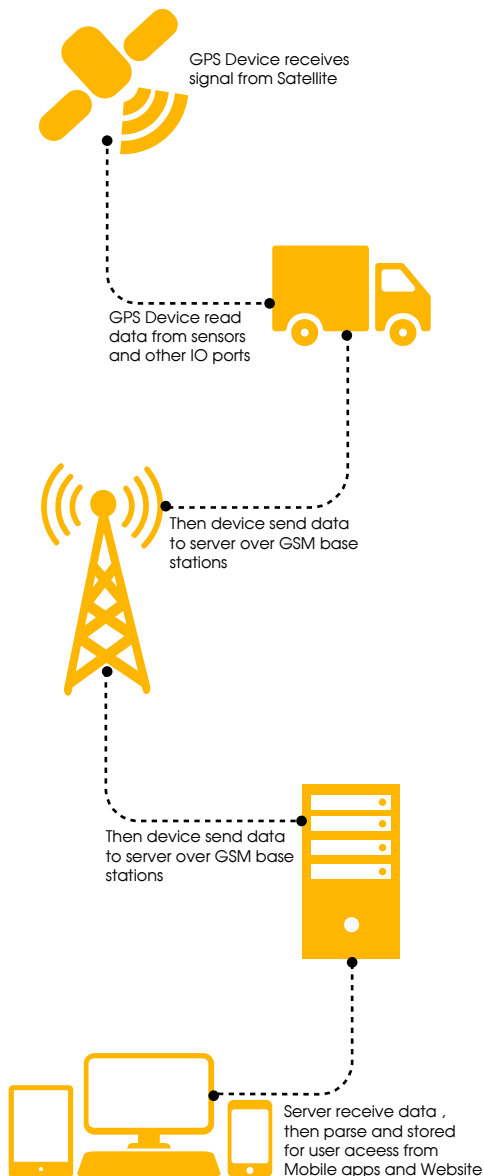 GPS Device receives
signal from Satellite
GPS Device read
data from sensors
and other IO ports
Then device send data
to server over GSM base
stations
Then device send data
to server over GSM base
stations
Server receive data ,
then parse and stored
for user aceess from
Mobile apps and Website